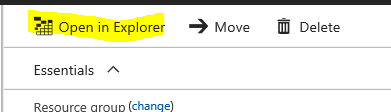 Open in Explorer Move Delete
Essentials
Resource group (change)